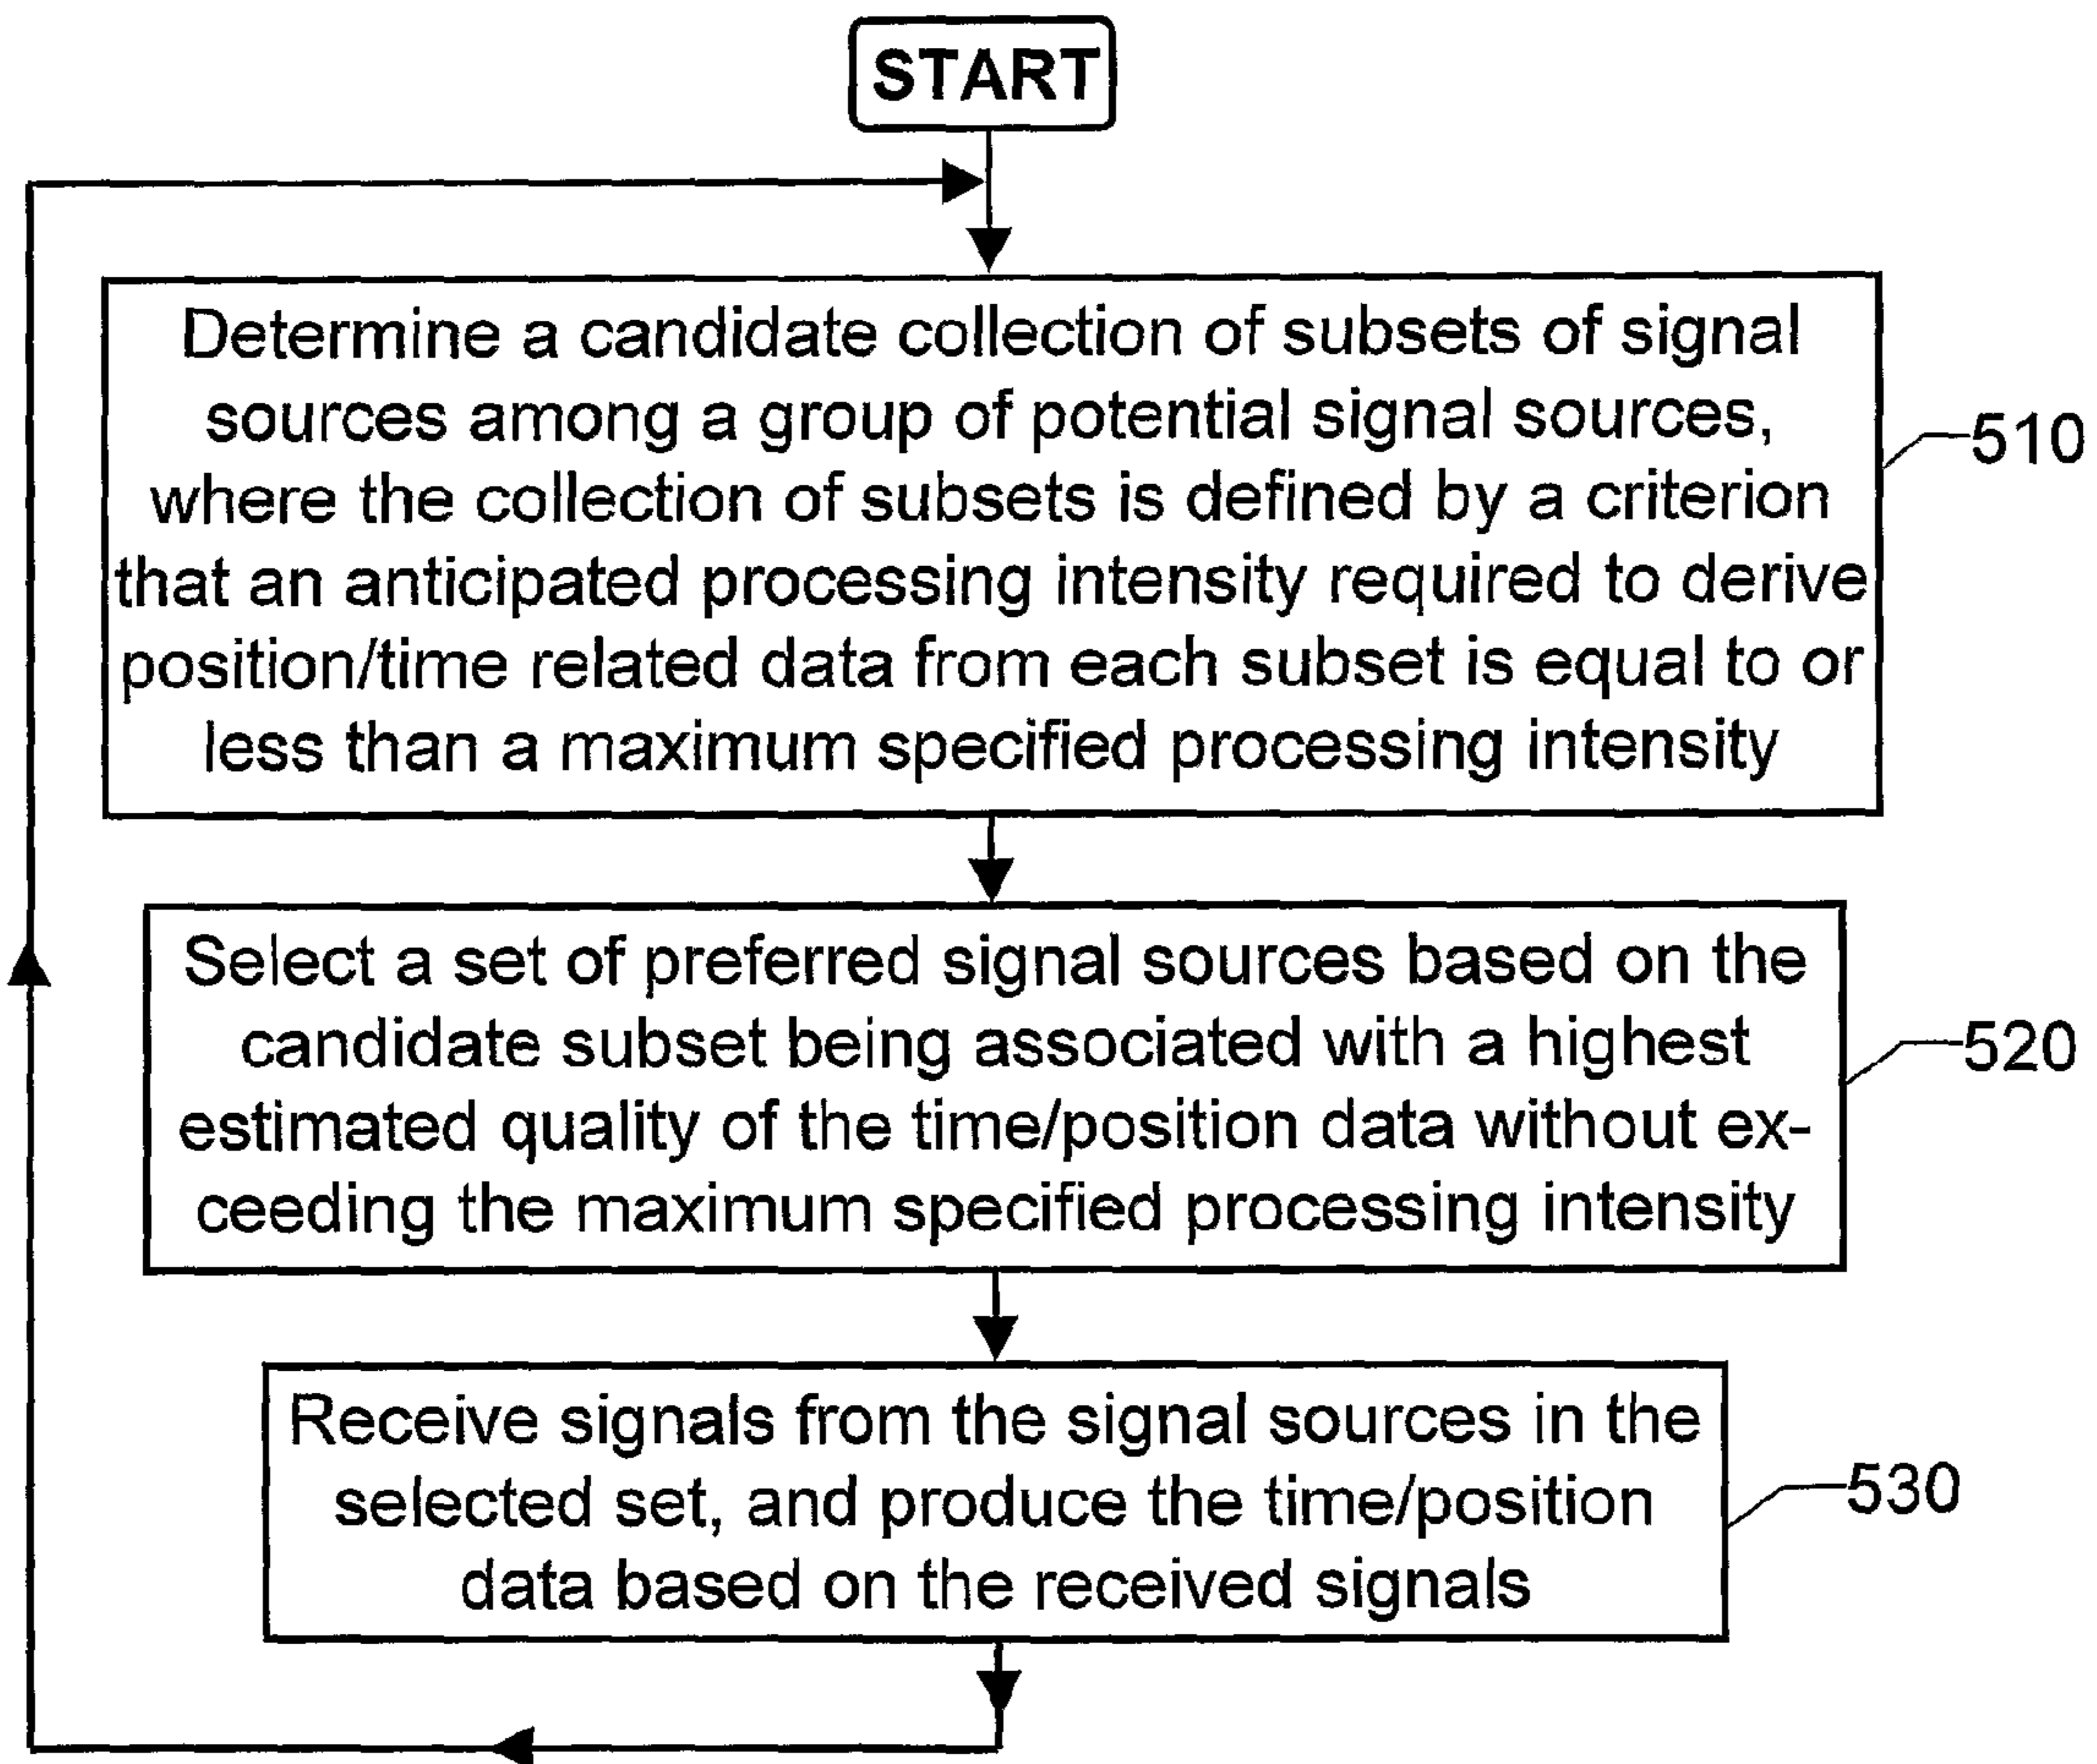 START
Determine a candidate collection of subsets of signal
sources among a group of potential signal sources,
where the collection of subsets is defined by a criterion
that an anticipated processing intensity required to derive
position/time related data from each subset is equal to or
less than a maximum specified processing intensity
510
Select a set of preferred signal sources based on the
candidate subset being associated with a highest
estimated quality of the time/position data without ex-
ceeding the maximum specified processing intensity
520
Receive signals from the signal sources in the
selected set, and produce the time/position
data based on the received signals
530